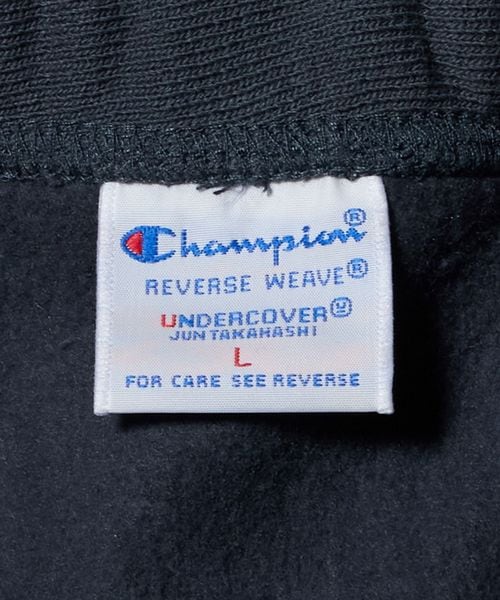 Champion®
REVERSE WEAVE®
UNDERCOVER
JUN TAKAHASHI
L
FOR CARE SEE REVERSE